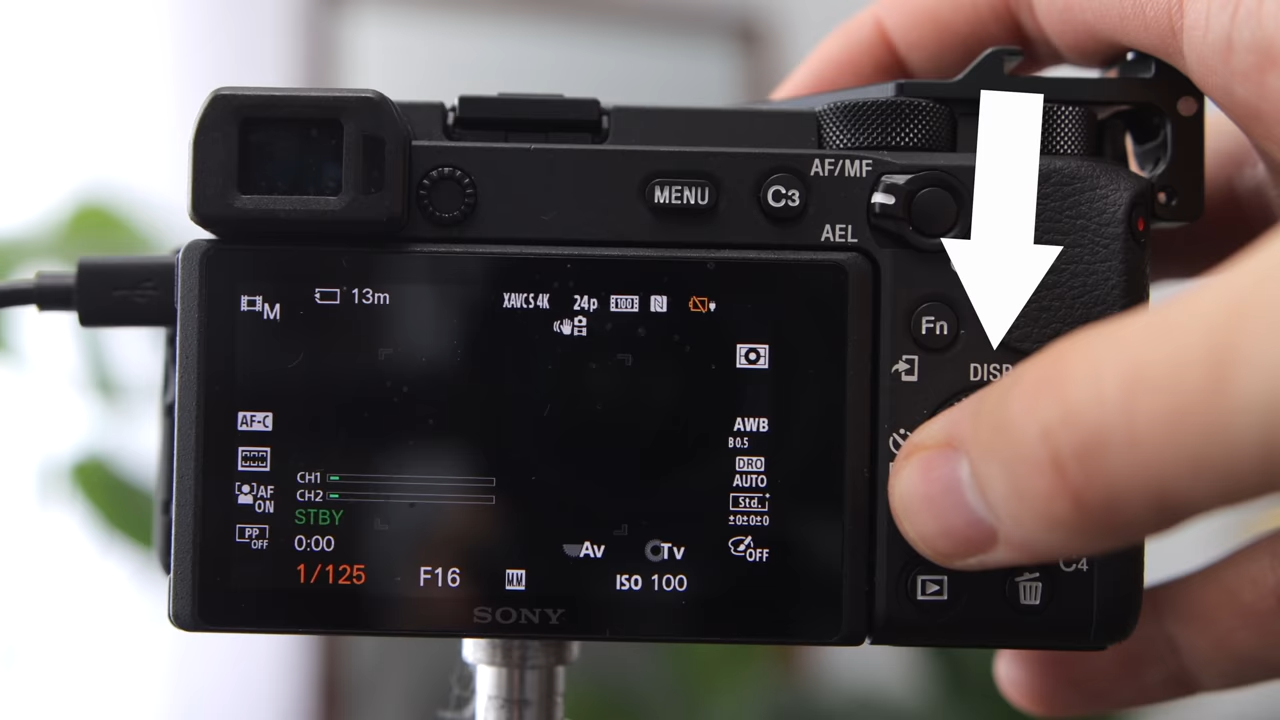 AF/MF
MENU
C3
AEL
M
13m
XAVC S 4K
24p
100
N
Fn
DISP
AF-C
AWB
B 0.5
DRO
AUTO
Std.+
±0±0±0
AF
ON
PP
OFF
OFF
CH1
CH2
STBY
0:00
Av
Tv
1/125
F16
M.M.
ISO 100
SONY
C4